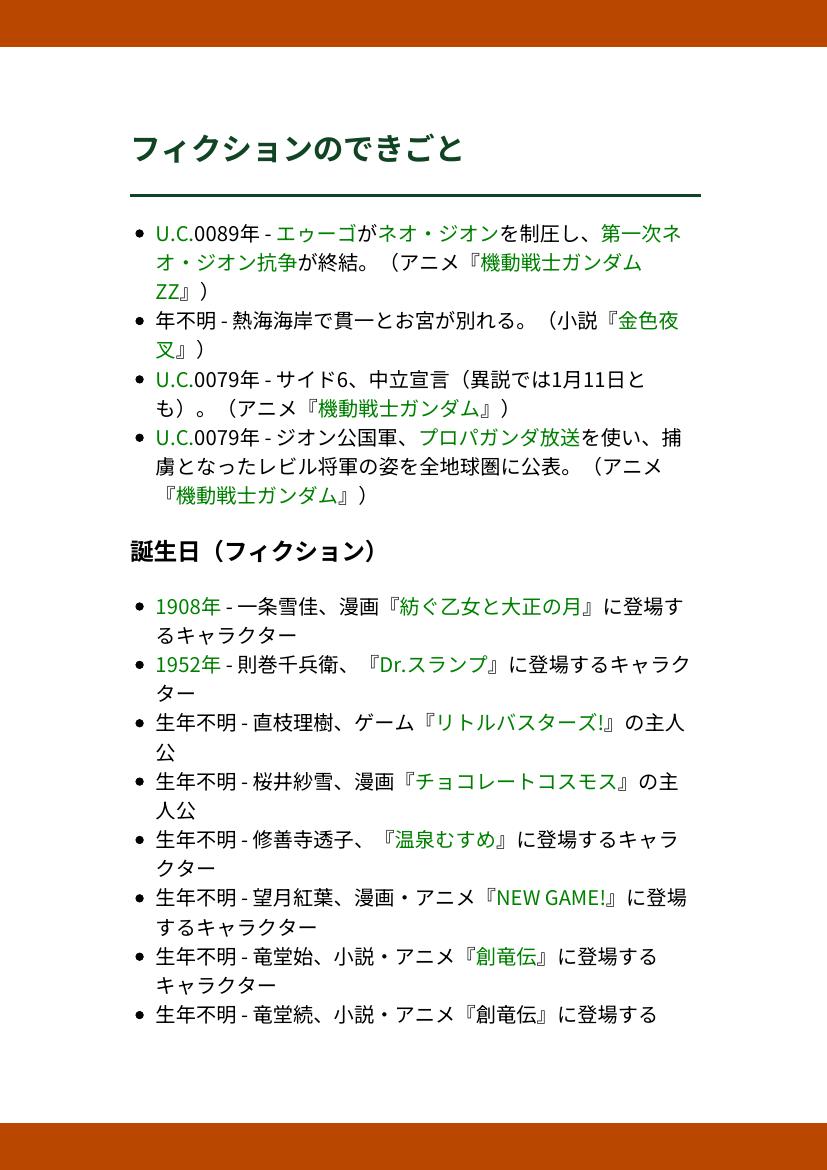 フィクションのできごと
U.C.0089年 - エゥーゴがネオ・ジオンを制圧し、第一次ネ
オ・ジオン抗争が終結。（アニメ『機動戦士ガンダム
ZZ』）
年不明 - 熱海海岸で貫一とお宮が別れる。（小説『金色夜
叉』）
U.C.0079年 - サイド6、中立宣言（異説では1月11日と
も）。（アニメ『機動戦士ガンダム』）
U.C.0079年 - ジオン公国軍、プロパガンダ放送を使い、捕
虜となったレビル将軍の姿を全地球圏に公表。（アニメ
『機動戦士ガンダム』）
誕生日（フィクション）
1908年 - 一条雪佳、漫画『紡ぐ乙女と大正の月』に登場す
るキャラクター
1952年 - 則巻千兵衛、『Dr.スランプ』に登場するキャラク
ター
生年不明 - 直枝理樹、ゲーム『リトルバスターズ!』の主人
公
生年不明 - 桜井紗雪、漫画『チョコレートコスモス』の主
人公
生年不明 - 修善寺透子、『温泉むすめ』に登場するキャラ
クター
生年不明 - 望月紅葉、漫画・アニメ『NEW GAME!』に登場
するキャラクター
生年不明 - 竜堂始、小説・アニメ『創竜伝』に登場する
キャラクター
生年不明 - 竜堂続、小説・アニメ『創竜伝』に登場する